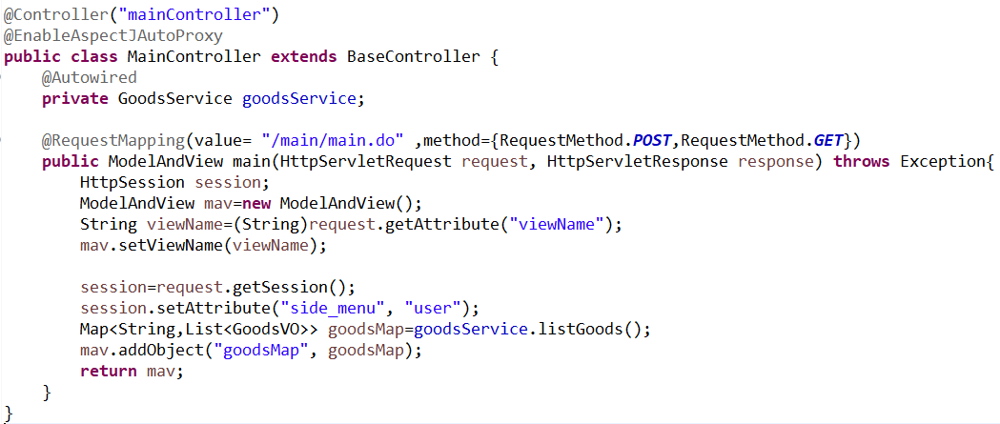 @Controller("mainController")
@EnableAspectJAutoProxy
public class MainController extends BaseController {
    @Autowired
    private GoodsService goodsService;

    @RequestMapping(value= "/main/main.do" ,method={RequestMethod.POST,RequestMethod.GET})
    public ModelAndView main(HttpServletRequest request, HttpServletResponse response) throws Exception{
        HttpSession session;
        ModelAndView mav=new ModelAndView();
        String viewName=(String)request.getAttribute("viewName");
        mav.setViewName(viewName);

        session=request.getSession();
        session.setAttribute("side_menu", "user");
        Map<String,List<GoodsVO>> goodsMap=goodsService.listGoods();
        mav.addObject("goodsMap", goodsMap);
        return mav;
    }
}